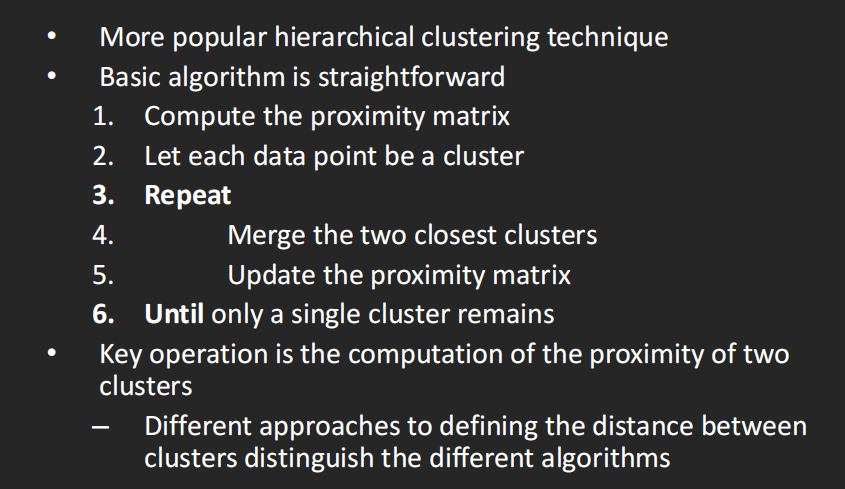 • More popular hierarchical clustering technique
• Basic algorithm is straightforward
1. Compute the proximity matrix
2. Let each data point be a cluster
3. Repeat
4. Merge the two closest clusters
5. Update the proximity matrix
6. Until only a single cluster remains
• Key operation is the computation of the proximity of two
clusters
– Different approaches to defining the distance between
clusters distinguish the different algorithms